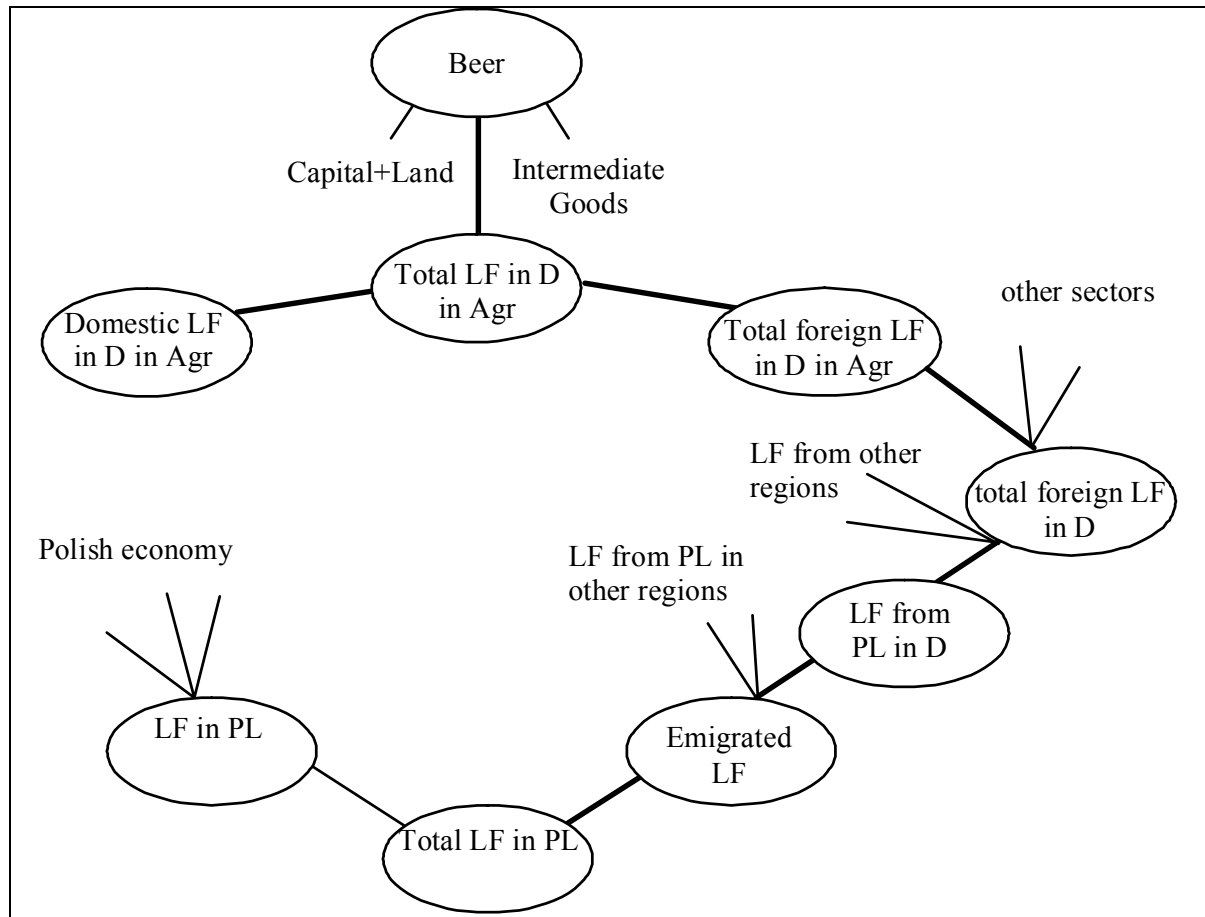 Beer
Capital+Land
Intermediate
Goods
Total LF in D
in Agr
Domestic LF
in D in Agr
Total foreign LF
in D in Agr
other sectors
LF from other
regions
total foreign LF
in D
Polish economy
LF from PL in
other regions
LF from
PL in D
LF in PL
Emigrated
LF
Total LF in PL